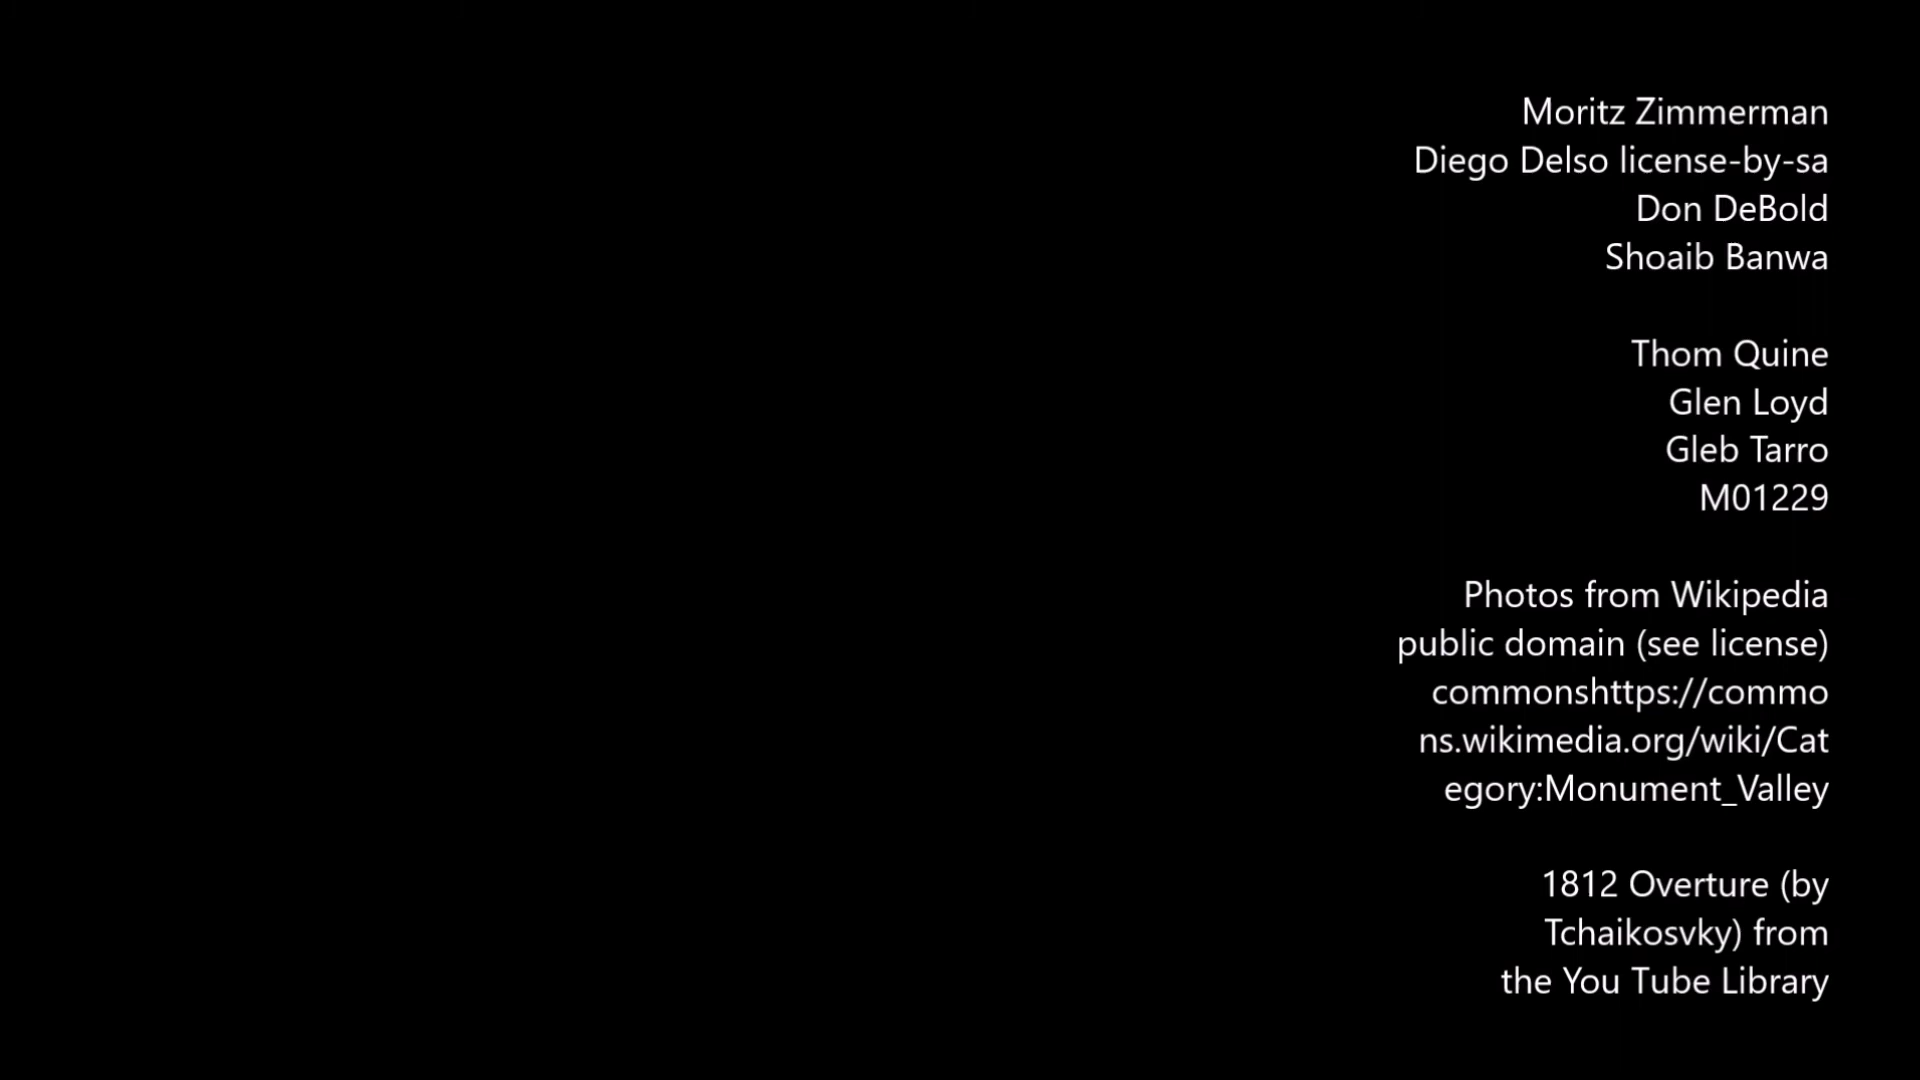 Moritz Zimmerman
Diego Delso license-by-sa
Don DeBold
Shoaib Banwa
Thom Quine
Glen Loyd
Gleb Tarro
M01229
Photos from Wikipedia
public domain (see license)
commonshttps://commo
ns.wikimedia.org/wiki/Cat
egory:Monument_Valley
1812 Overture (by
Tchaikosvky) from
the You Tube Library